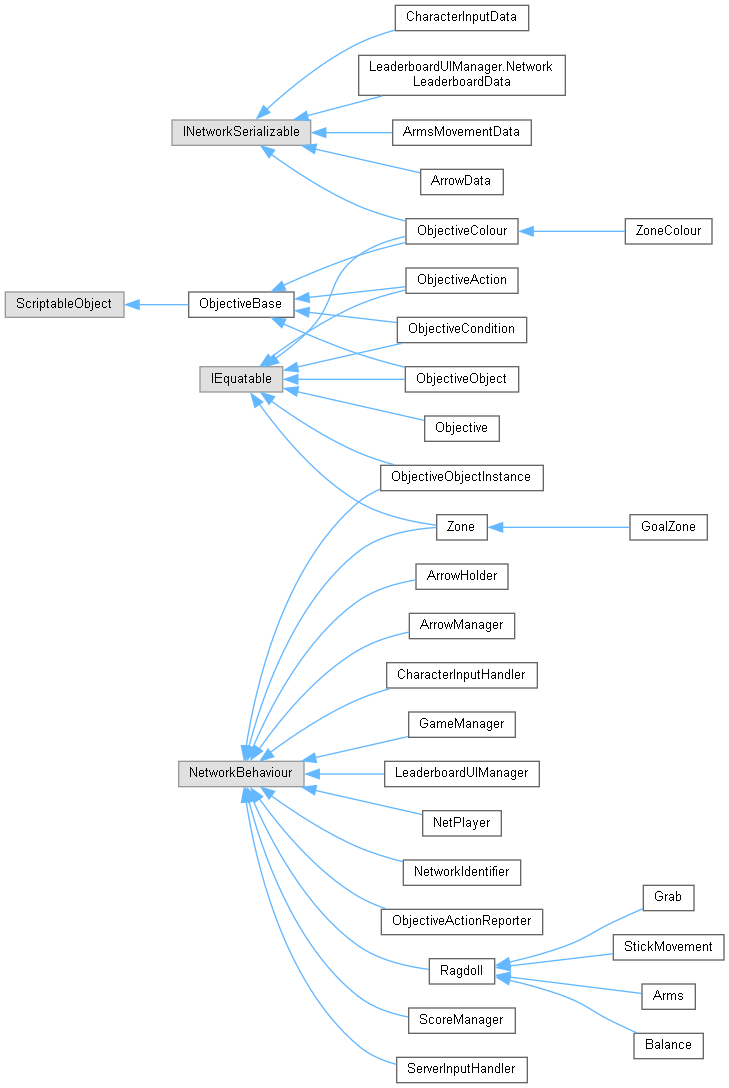 CharacterInputData
LeaderboardUIManager.Network
LeaderboardData
INetworkSerializable
ArmsMovementData
ArrowData
ObjectiveColour
ZoneColour
ObjectiveAction
ScriptableObject
ObjectiveBase
ObjectiveCondition
IEquatable
ObjectiveObject
Objective
ObjectiveObjectInstance
Zone
GoalZone
ArrowHolder
ArrowManager
CharacterInputHandler
GameManager
NetworkBehaviour
LeaderboardUIManager
NetPlayer
NetworkIdentifier
Grab
ObjectiveActionReporter
StickMovement
Ragdoll
Arms
ScoreManager
Balance
ServerInputHandler